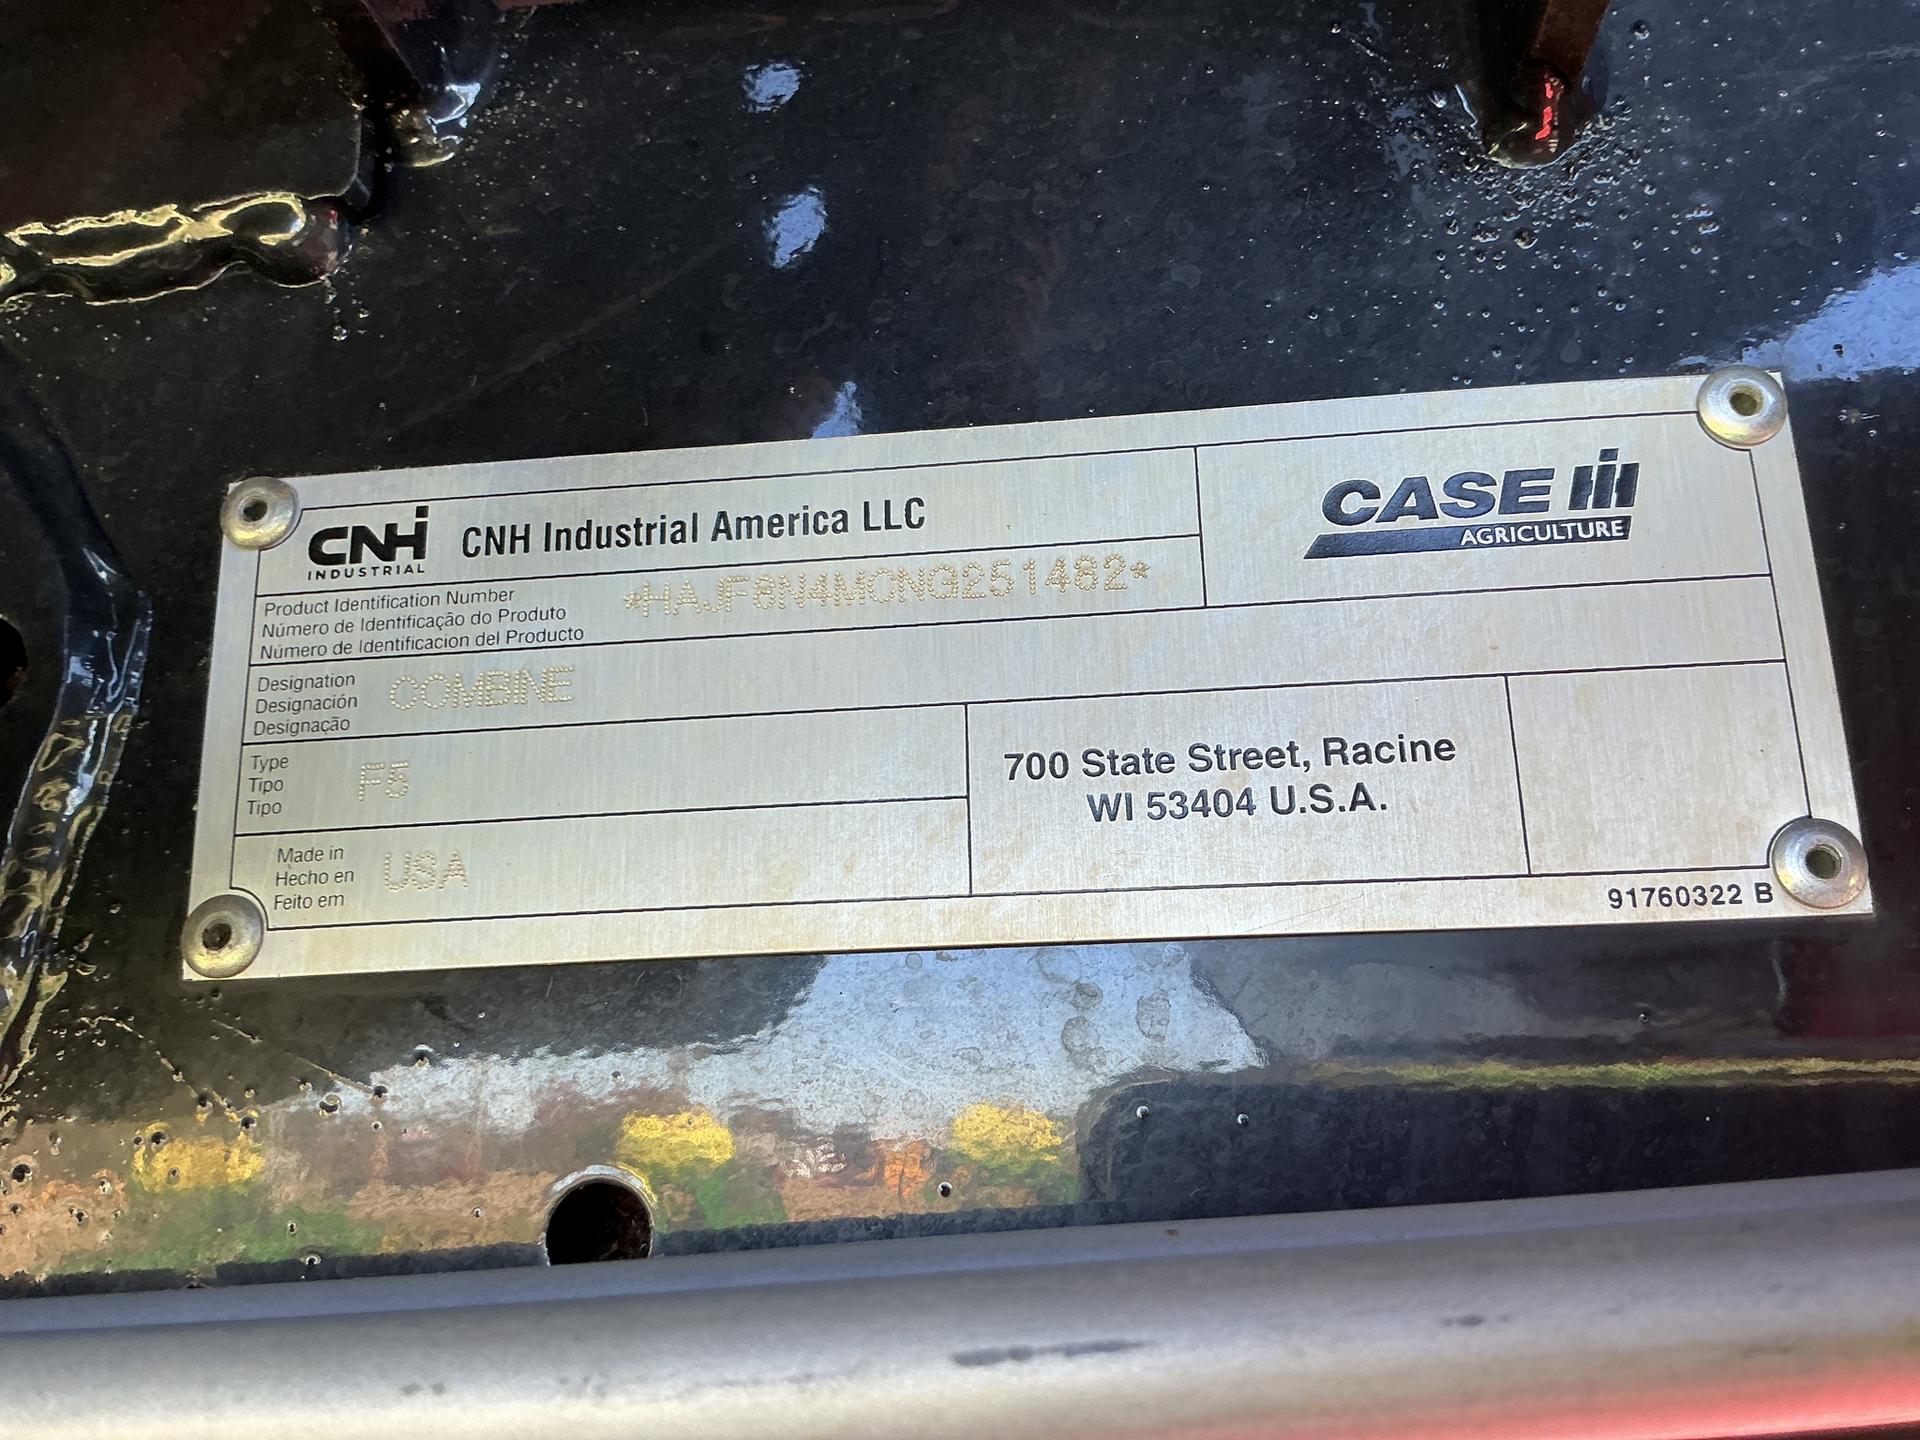 CNH INDUSTRIAL CNH Industrial America LLC
CASE IH
AGRICULTURE
Product Identification Number
Número de Identificação do Produto
Número de Identificacion del Producto
*HAJF8N4MCNG251482*
Designation
Designación
Designação
COMBINE
Type
Tipo
Tipo
F5
700 State Street, Racine
WI 53404 U.S.A.
Made in
Hecho en
Feito em
USA
91760322 B